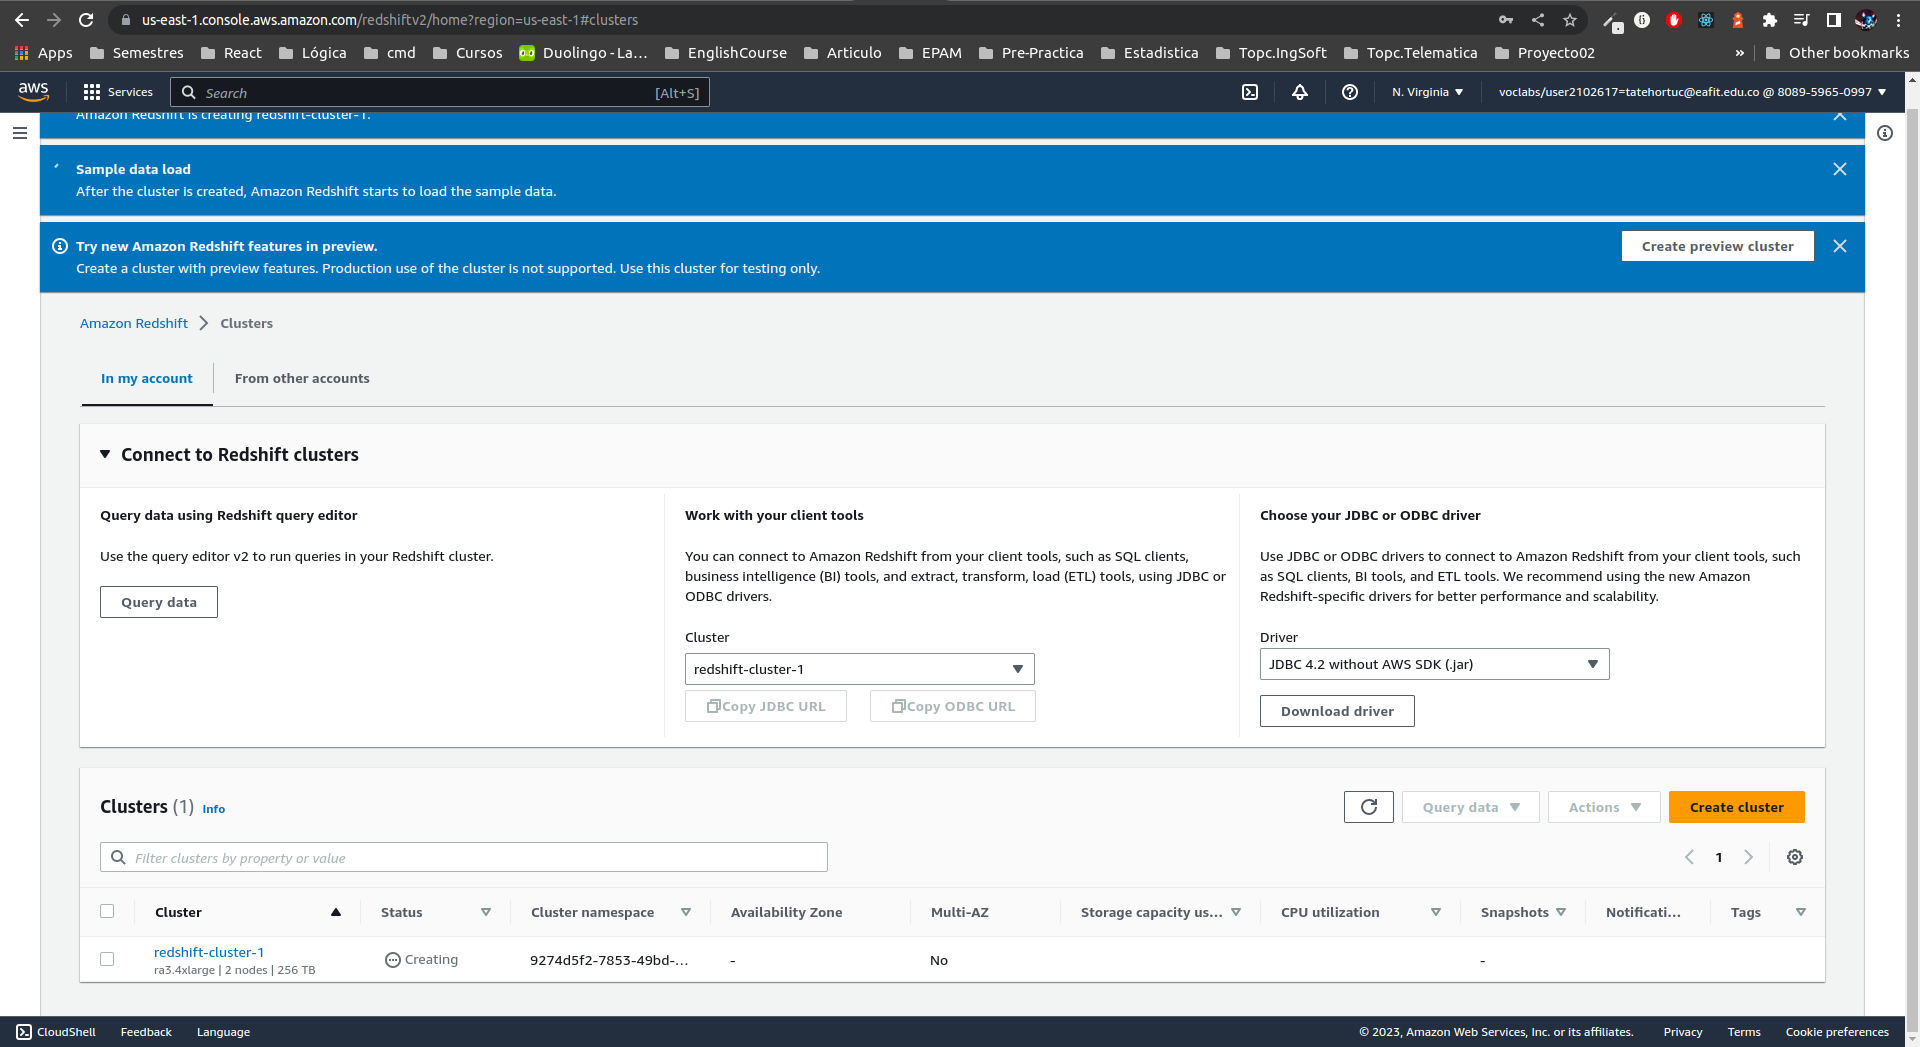 us-east-1.console.aws.amazon.com/redshiftv2/home?region=us-east-1#clusters
Apps Semestres React Lógica cmd Cursos Duolingo - La... EnglishCourse Articulo EPAM Pre-Practica Estadistica Topc.IngSoft Topc.Telematica Proyecto02 » Other bookmarks
aws Services Search [Alt+S] N. Virginia voclabs/user2102617=tatehortuc@eafit.edu.co @ 8089-5965-0997
Amazon Redshift is creating redshift-cluster-1.
Sample data load
After the cluster is created, Amazon Redshift starts to load the sample data.
Try new Amazon Redshift features in preview.
Create a cluster with preview features. Production use of the cluster is not supported. Use this cluster for testing only.
Create preview cluster
Amazon Redshift Clusters
In my account From other accounts
Connect to Redshift clusters
Query data using Redshift query editor
Use the query editor v2 to run queries in your Redshift cluster.
Query data
Work with your client tools
You can connect to Amazon Redshift from your client tools, such as SQL clients,
business intelligence (BI) tools, and extract, transform, load (ETL) tools, using JDBC or
ODBC drivers.
Cluster
redshift-cluster-1
Copy JDBC URL Copy ODBC URL
Choose your JDBC or ODBC driver
Use JDBC or ODBC drivers to connect to Amazon Redshift from your client tools, such
as SQL clients, BI tools, and ETL tools. We recommend using the new Amazon
Redshift-specific drivers for better performance and scalability.
Driver
JDBC 4.2 without AWS SDK (.jar)
Download driver
Clusters (1) Info
Query data Actions Create cluster
Filter clusters by property or value
1
Cluster Status Cluster namespace Availability Zone Multi-AZ Storage capacity us... CPU utilization Snapshots Notificati... Tags
redshift-cluster-1 Creating 9274d5f2-7853-49bd-... - No -
ra3.4xlarge | 2 nodes | 256 TB
CloudShell Feedback Language © 2023, Amazon Web Services, Inc. or its affiliates. Privacy Terms Cookie preferences